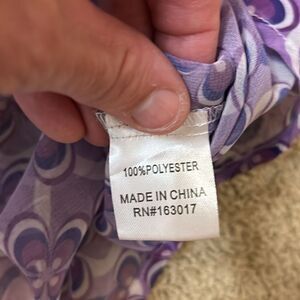 100%POLYESTER
MADE IN CHINA
RN#163017